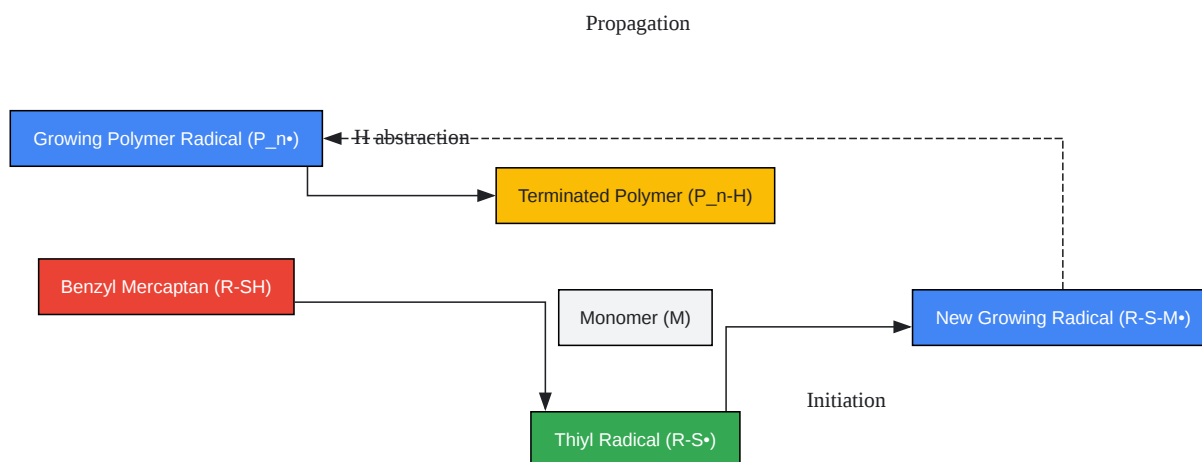 Propagation
Growing Polymer Radical (P_n•)
H abstraction
Terminated Polymer (P_n-H)
Benzyl Mercaptan (R-SH)
Monomer (M)
New Growing Radical (R-S-M•)
Initiation
Thiyl Radical (R-S•)